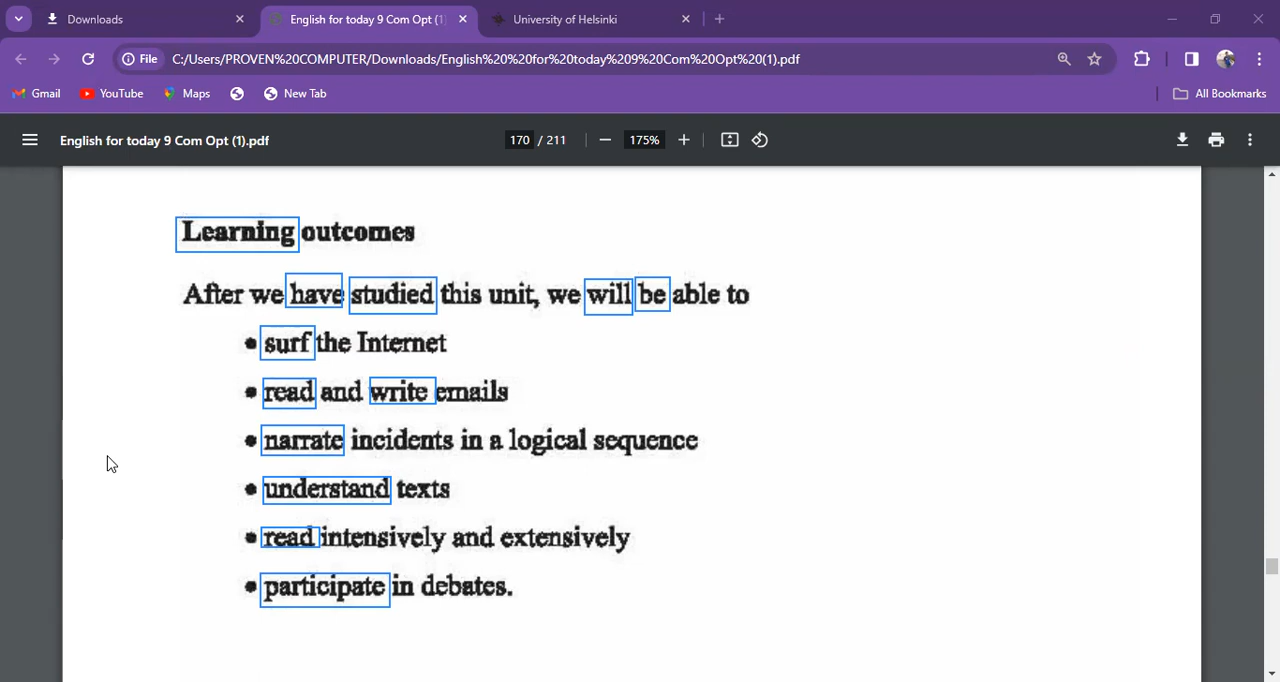 Downloads
English for today 9 Com Opt (1)
University of Helsinki
File
C:/Users/PROVEN%20COMPUTER/Downloads/English%20%20for%20today%209%20Com%20Opt%20(1).pdf
Gmail
YouTube
Maps
New Tab
All Bookmarks
English for today 9 Com Opt (1).pdf
170 / 211
175%
Learning outcomes
After we have studied this unit, we will be able to
• surf the Internet
• read and write emails
• narrate incidents in a logical sequence
• understand texts
• read intensively and extensively
• participate in debates.